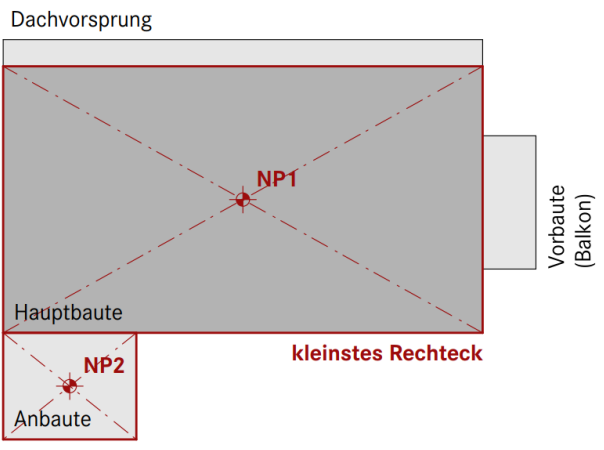 Dachvorsprung
NP1
Vorbaute
(Balkon)
Hauptbaute
kleinstes Rechteck
NP2
Anbaute